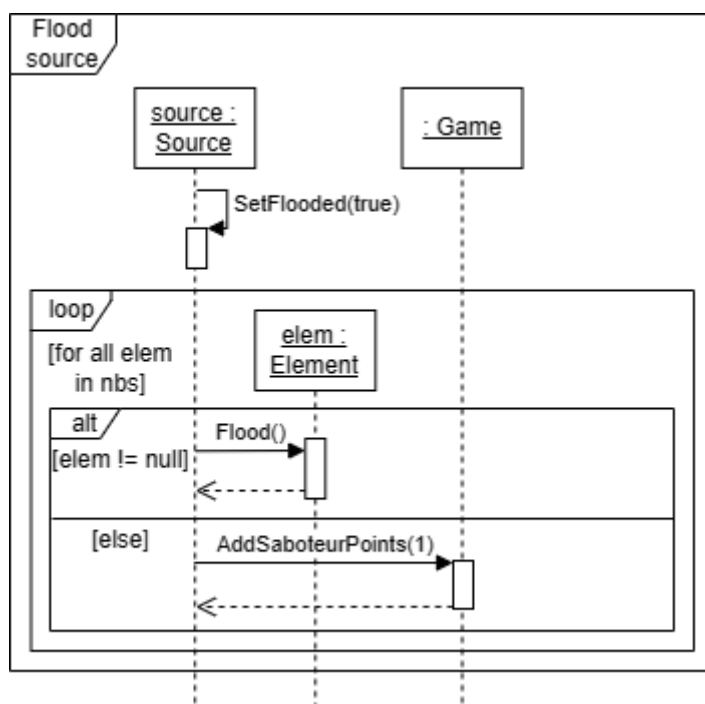 Flood
source
source :
Source
: Game
SetFlooded(true)
loop
[for all elem
in nbs]
elem :
Element
alt
Flood()
[elem != null]
[else]
AddSaboteurPoints(1)